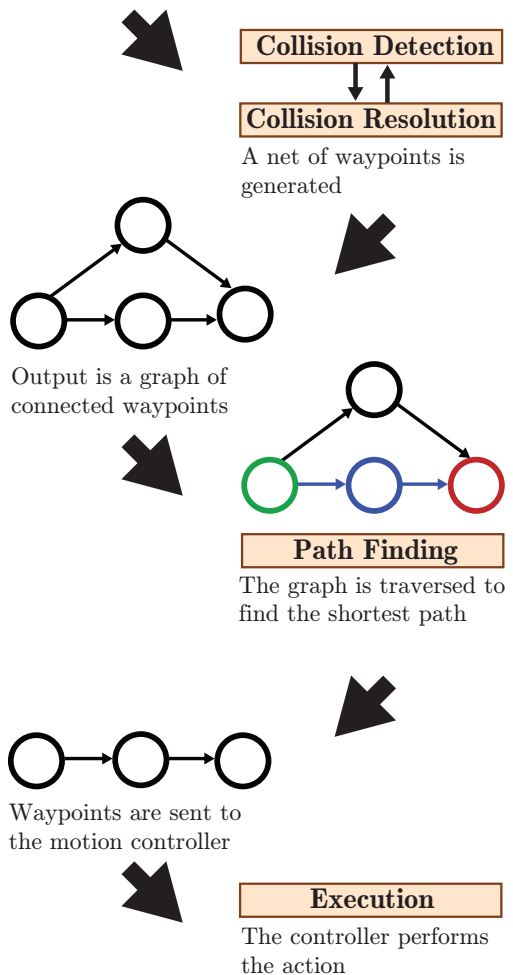 Collision Detection
Collision Resolution
A net of waypoints is
generated
Output is a graph of
connected waypoints
Path Finding
The graph is traversed to
find the shortest path
Waypoints are sent to
the motion controller
Execution
The controller performs
the action